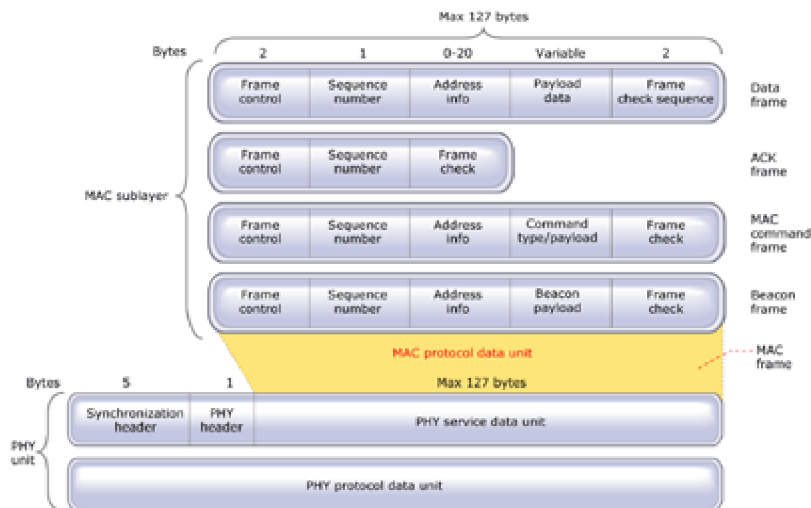 Max 127 bytes
Bytes 2 1 0-20 Variable 2
Frame control Sequence number Address info Payload data Frame check sequence Data frame
Frame control Sequence number Frame check ACK frame
MAC sublayer
Frame control Sequence number Address info Command type/payload Frame check MAC command frame
Frame control Sequence number Address info Beacon payload Frame check Beacon frame
MAC protocol data unit MAC frame
Bytes 5 1 Max 127 bytes
Synchronization header PHY header PHY service data unit
PHY unit
PHY protocol data unit